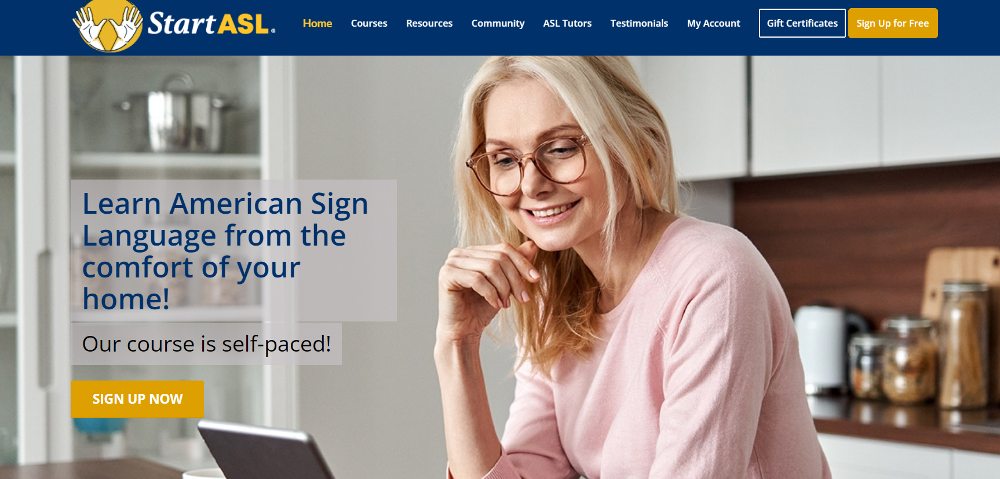 StartASL®
Home Courses Resources Community ASL Tutors Testimonials My Account Gift Certificates Sign Up for Free
Learn American Sign
Language from the
comfort of your
home!
Our course is self-paced!
SIGN UP NOW